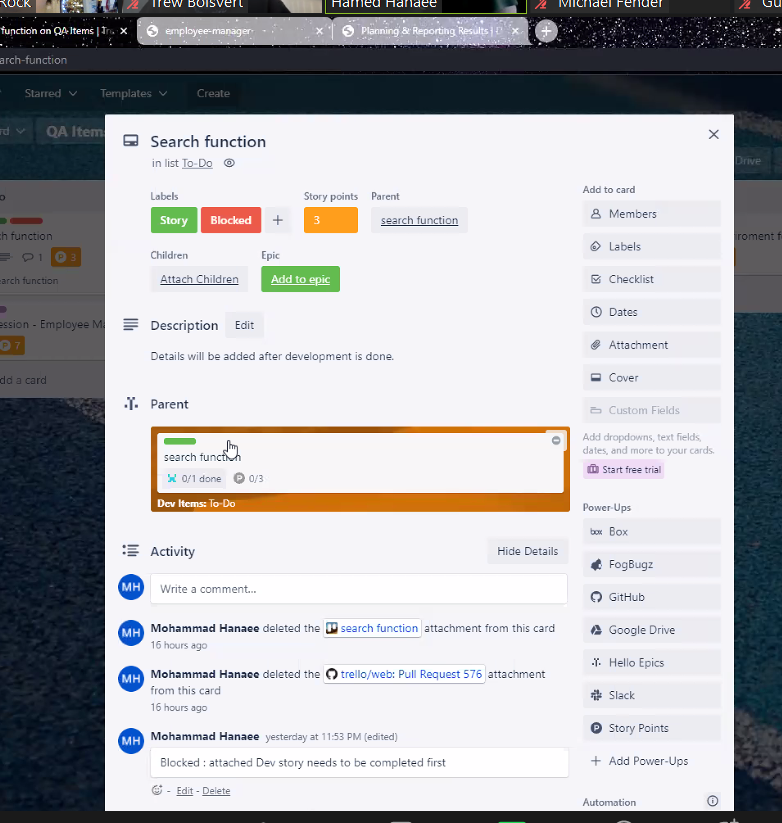 Rock
Trew Boisvert
Hamed Hanaee
Michael Fender
Gu
function on QA Items | Tr
employee-manager
Planning & Reporting Results |
arch-function
Starred
Templates
Create
QA Items
Drive
Search function
in list To-Do
Labels
Story points
Parent
Story
Blocked
3
search function
Children
Epic
Attach Children
Add to epic
Description
Edit
Details will be added after development is done.
Parent
search function
0/1 done
0/3
Dev Items: To-Do
Activity
Hide Details
MH
Write a comment...
MH
Mohammad Hanaee deleted the search function attachment from this card
16 hours ago
MH
Mohammad Hanaee deleted the trello/web: Pull Request 576 attachment
from this card
16 hours ago
MH
Mohammad Hanaee yesterday at 11:53 PM (edited)
Blocked : attached Dev story needs to be completed first
- Edit - Delete
Add to card
Members
Labels
Checklist
Dates
Attachment
Cover
Custom Fields
Add dropdowns, text fields,
dates, and more to your cards.
Start free trial
Power-Ups
box Box
FogBugz
GitHub
Google Drive
Hello Epics
Slack
P Story Points
Add Power-Ups
Automation
ch function
1
P 3
earch function
ession - Employee Ma
7
dd a card
iroment f